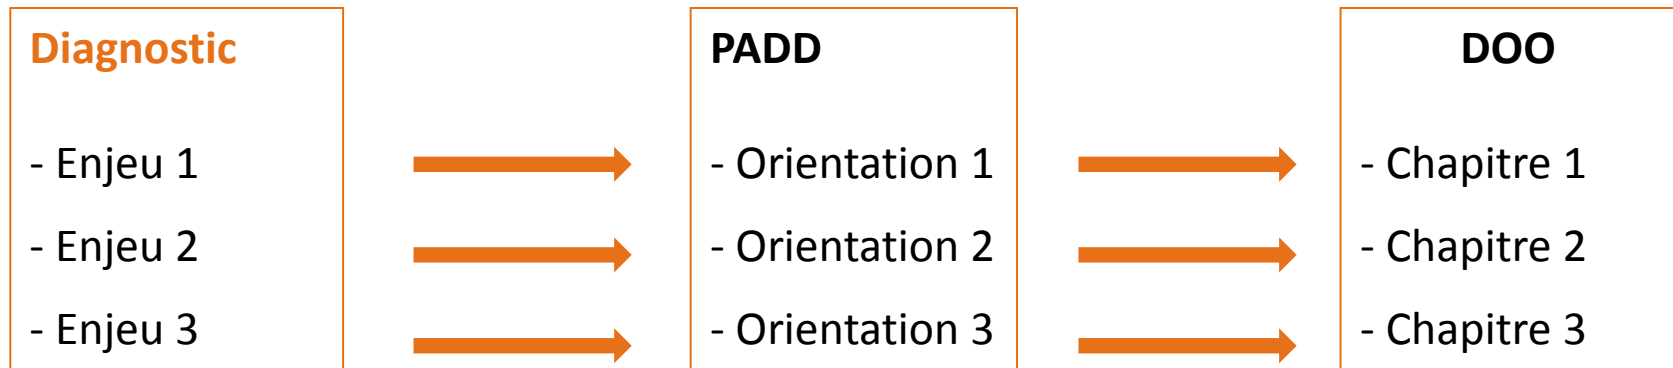 Diagnostic
- Enjeu 1
- Enjeu 2
- Enjeu 3
PADD
- Orientation 1
- Orientation 2
- Orientation 3
DOO
- Chapitre 1
- Chapitre 2
- Chapitre 3